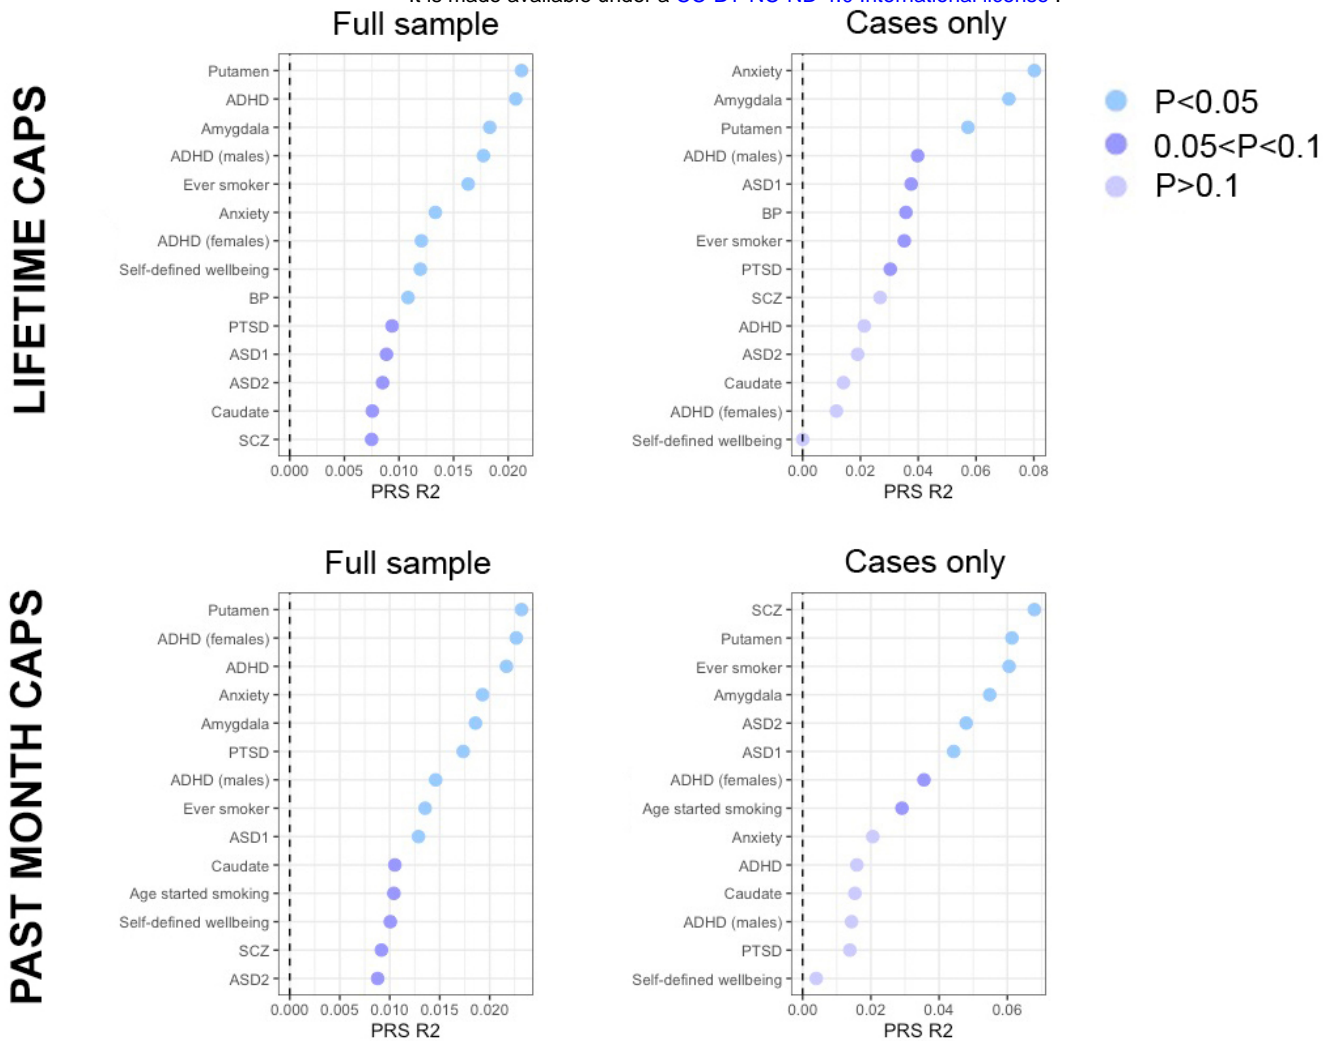 Full sample
Cases only
LIFETIME CAPS
Putamen
ADHD
Amygdala
ADHD (males)
Ever smoker
Anxiety
ADHD (females)
Self-defined wellbeing
BP
PTSD
ASD1
ASD2
Caudate
SCZ
0.000 0.005 0.010 0.015 0.020
PRS R2
Anxiety
Amygdala
Putamen
ADHD (males)
ASD1
BP
Ever smoker
PTSD
SCZ
ADHD
ASD2
Caudate
ADHD (females)
Self-defined wellbeing
0.00 0.02 0.04 0.06 0.08
PRS R2
P<0.05
0.05<P<0.1
P>0.1
Full sample
Cases only
PAST MONTH CAPS
Putamen
ADHD (females)
ADHD
Anxiety
Amygdala
PTSD
ADHD (males)
Ever smoker
ASD1
Caudate
Age started smoking
Self-defined wellbeing
SCZ
ASD2
0.000 0.005 0.010 0.015 0.020
PRS R2
SCZ
Putamen
Ever smoker
Amygdala
ASD2
ASD1
ADHD (females)
Age started smoking
Anxiety
ADHD
Caudate
ADHD (males)
PTSD
Self-defined wellbeing
0.00 0.02 0.04 0.06
PRS R2